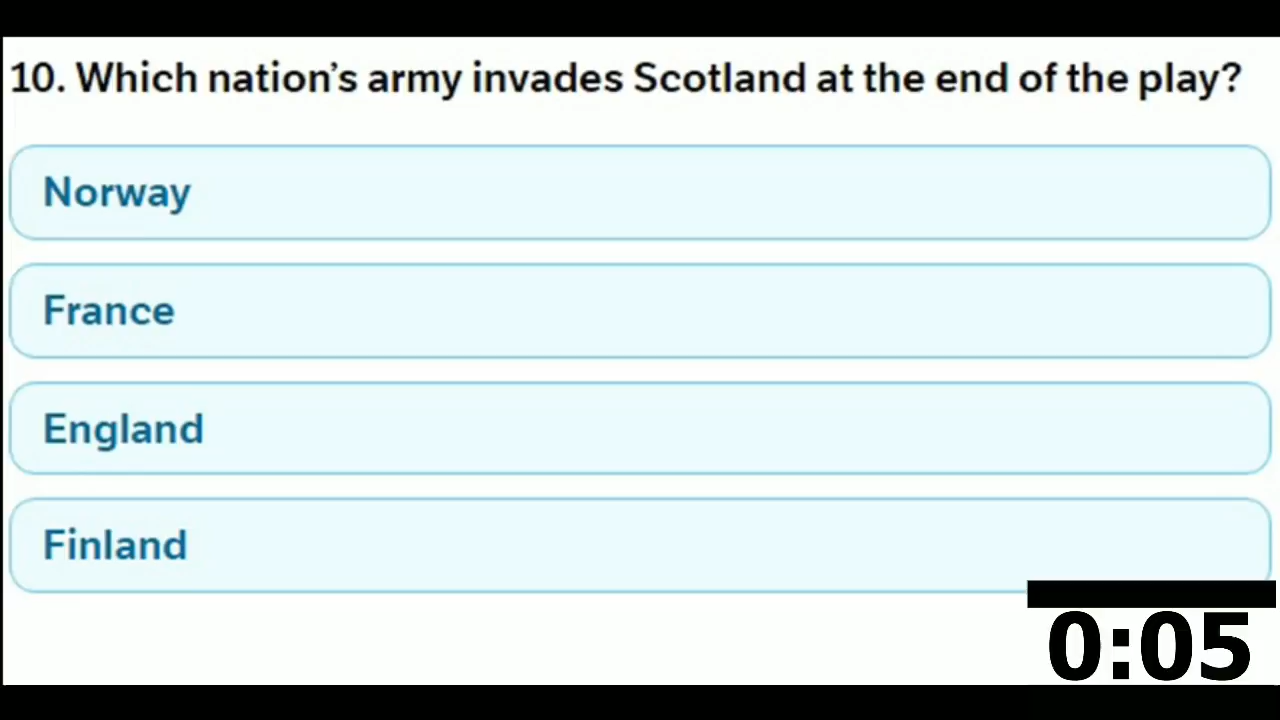 10. Which nation’s army invades Scotland at the end of the play?
Norway
France
England
Finland
0:05